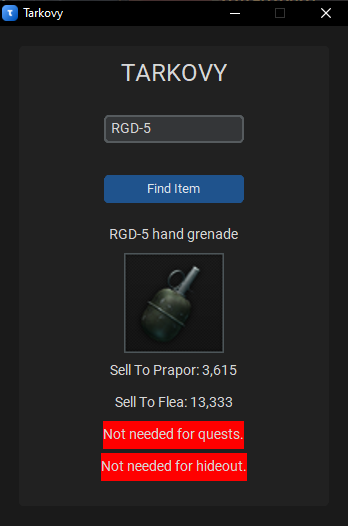 Tarkovy
TARKOVY
RGD-5
Find Item
RGD-5 hand grenade
Sell To Prapor: 3,615
Sell To Flea: 13,333
Not needed for quests.
Not needed for hideout.